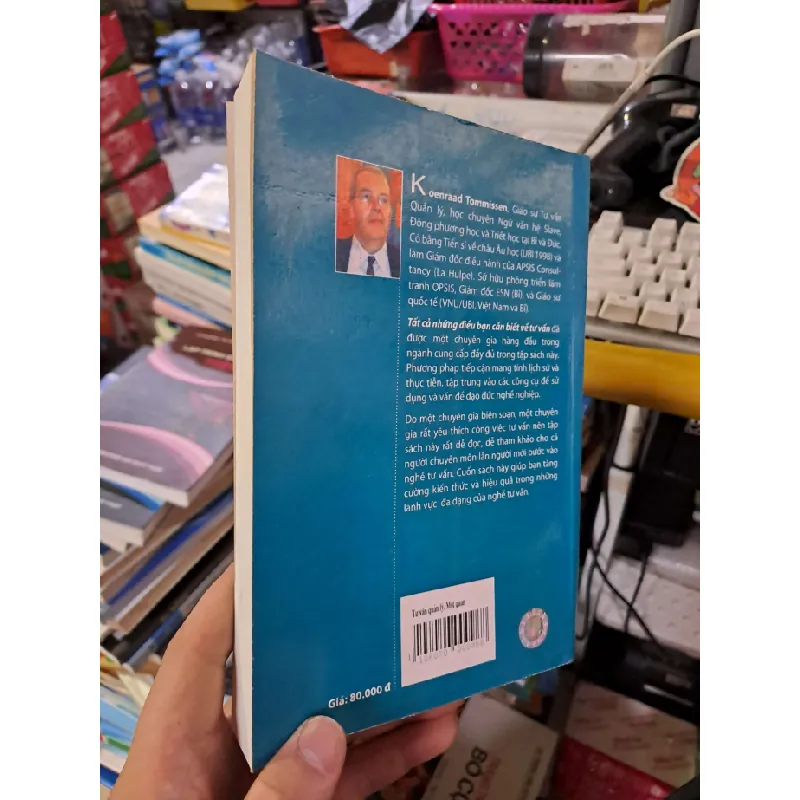 Koenraad Tommissen, Giáo sư Tư vấn
Quản lý, học chuyên Ngữ văn hệ Slave,
Đông phương học và Triết học tại Bỉ và Đức.
Có bằng Tiến sĩ về châu Âu học (UBI 1998) và
làm Giám đốc điều hành của APSIS Consul-
tancy (La Hulpe). Sở hữu phòng triển lãm
tranh OPSIS, Giám đốc ESN (Bỉ) và Giáo sư
quốc tế (VNU/UBI, Việt Nam và Bỉ).
Tất cả những điều bạn cần biết về tư vấn đã
được một chuyên gia hàng đầu trong
ngành cung cấp đầy đủ trong tập sách này.
Phương pháp tiếp cận mang tính lịch sử và
thực tiễn, tập trung vào các công cụ để sử
dụng và vấn đề đạo đức nghề nghiệp.
Do một chuyên gia biên soạn, một chuyên
gia rất yêu thích công việc tư vấn nên tập
sách này rất dễ đọc, dễ tham khảo cho cả
người chuyên môn lẫn người mới bước vào
nghề tư vấn. Cuốn sách này giúp bạn tăng
cường kiến thức và hiệu quả trong những
lãnh vực đa dạng của nghề tư vấn.
Tư vấn quản lý. Một quan
Giá: 80.000 đ